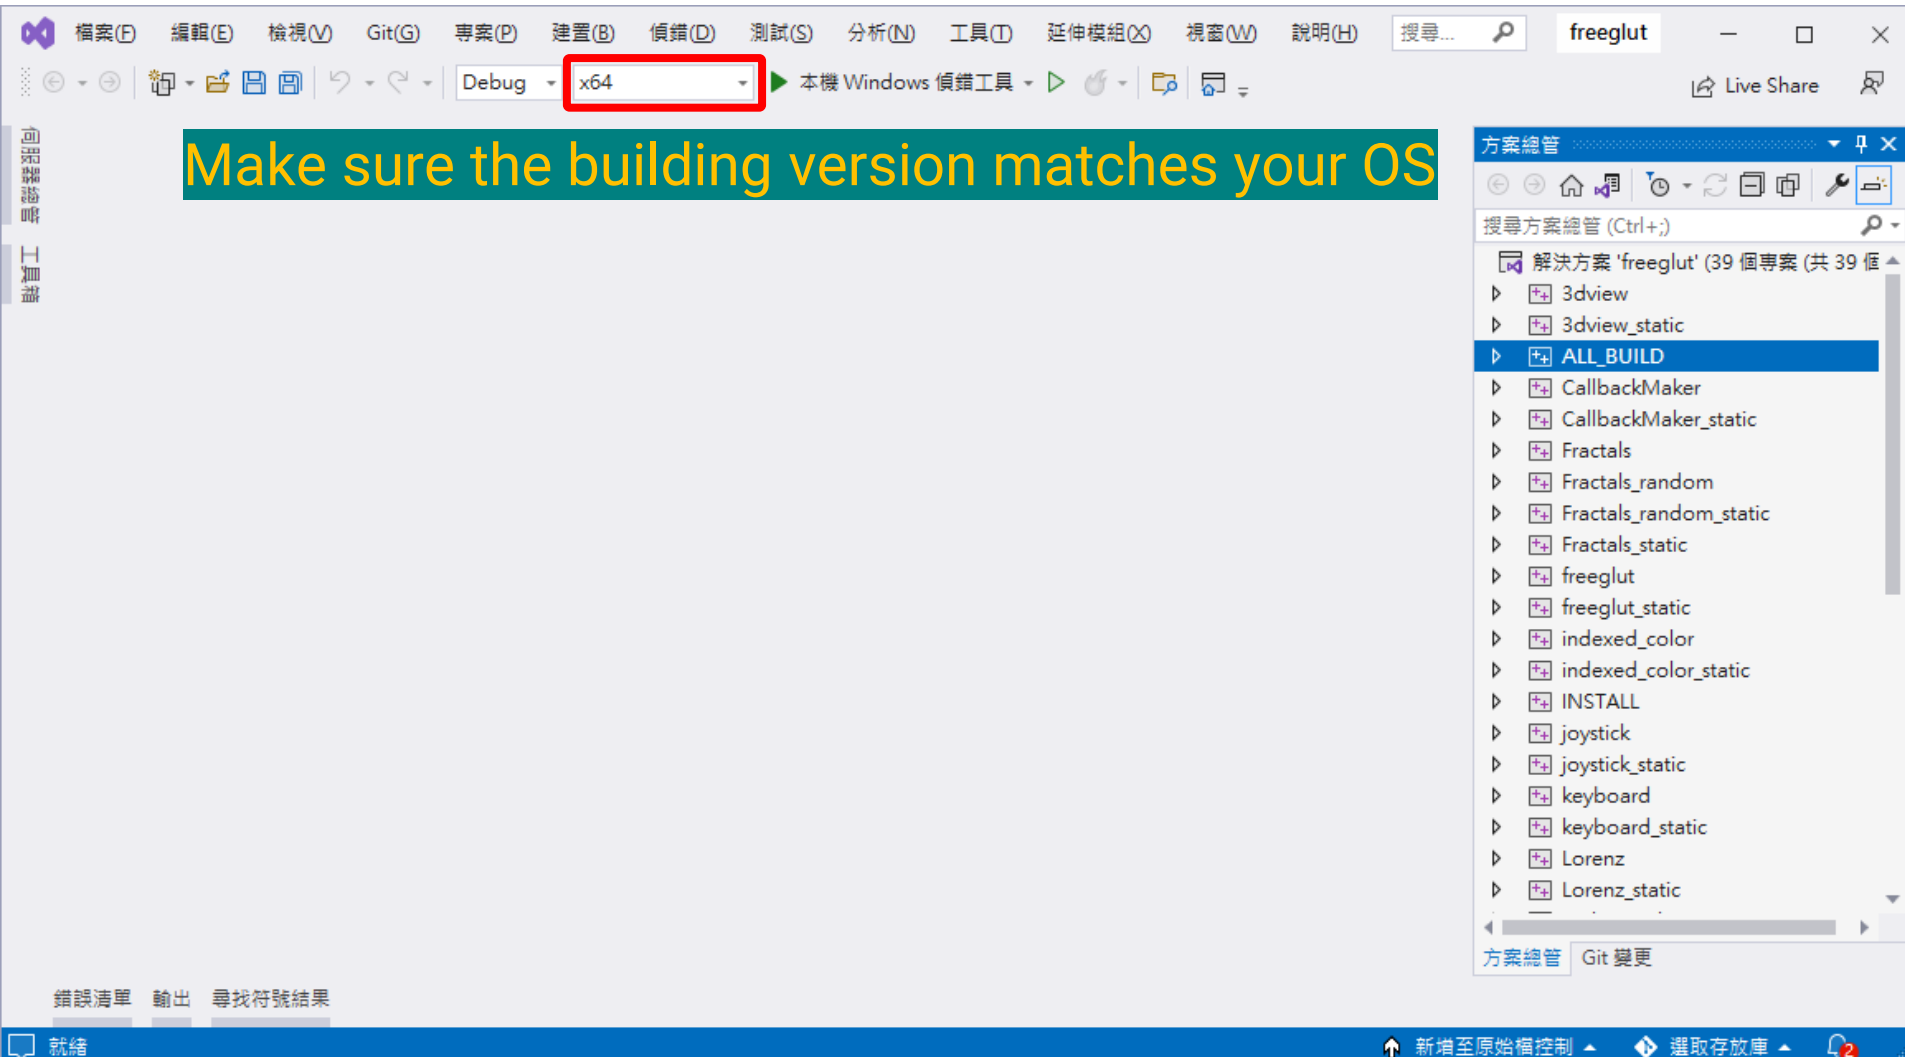 檔案(F) 編輯(E) 檢視(V) Git(G) 專案(P) 建置(B) 偵錯(D) 測試(S) 分析(N) 工具(T) 延伸模組(X) 視窗(W) 說明(H) 搜尋... freeglut
Debug x64 本機 Windows 偵錯工具 Live Share
伺服器總管
工具箱
Make sure the building version matches your OS
方案總管
搜尋方案總管 (Ctrl+;)
解決方案 'freeglut' (39 個專案 (共 39 個
3dview
3dview_static
ALL_BUILD
CallbackMaker
CallbackMaker_static
Fractals
Fractals_random
Fractals_random_static
Fractals_static
freeglut
freeglut_static
indexed_color
indexed_color_static
INSTALL
joystick
joystick_static
keyboard
keyboard_static
Lorenz
Lorenz_static
方案總管 Git 變更
錯誤清單 輸出 尋找符號結果
就緒 新增至原始檔控制 選取存放庫 2